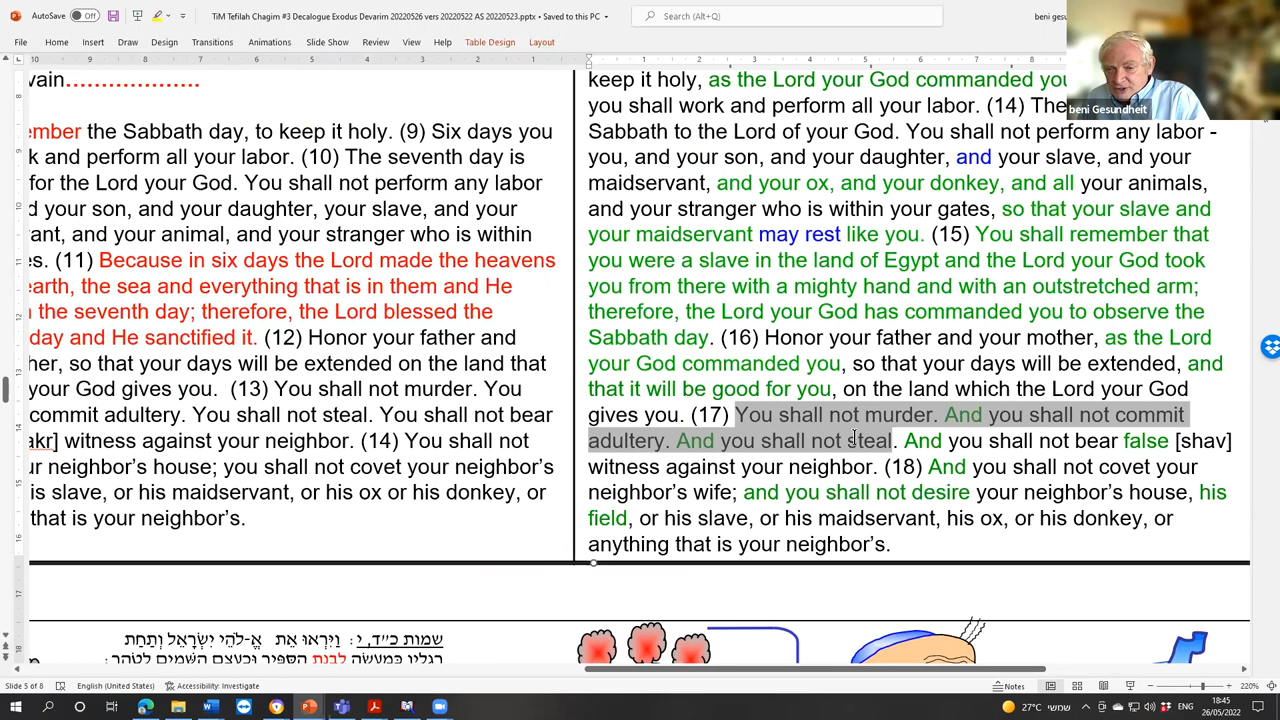 AutoSave Off TiM Tefilah Chagim #3 Decalogue Exodus Devarim 20220526 vers 20220522 AS 20220523.pptx • Saved to this PC Search (Alt+Q) beni gesu
File Home Insert Draw Design Transitions Animations Slide Show Review View Help Table Design Layout
beni Gesundheit
vain………………
ember the Sabbath day, to keep it holy. (9) Six days you
k and perform all your labor. (10) The seventh day is
for the Lord your God. You shall not perform any labor
d your son, and your daughter, your slave, and your
vant, and your animal, and your stranger who is within
es. (11) Because in six days the Lord made the heavens
earth, the sea and everything that is in them and He
n the seventh day; therefore, the Lord blessed the
day and He sanctified it. (12) Honor your father and
her, so that your days will be extended on the land that
your God gives you. (13) You shall not murder. You
commit adultery. You shall not steal. You shall not bear
akr] witness against your neighbor. (14) You shall not
ur neighbor's house; you shall not covet your neighbor's
is slave, or his maidservant, or his ox or his donkey, or
that is your neighbor's.
keep it holy, as the Lord your God commanded you
you shall work and perform all your labor. (14) The
Sabbath to the Lord of your God. You shall not perform any labor -
you, and your son, and your daughter, and your slave, and your
maidservant, and your ox, and your donkey, and all your animals,
and your stranger who is within your gates, so that your slave and
your maidservant may rest like you. (15) You shall remember that
you were a slave in the land of Egypt and the Lord your God took
you from there with a mighty hand and with an outstretched arm;
therefore, the Lord your God has commanded you to observe the
Sabbath day. (16) Honor your father and your mother, as the Lord
your God commanded you, so that your days will be extended, and
that it will be good for you, on the land which the Lord your God
gives you. (17) You shall not murder. And you shall not commit
adultery. And you shall not steal. And you shall not bear false [shav]
witness against your neighbor. (18) And you shall not covet your
neighbor's wife; and you shall not desire your neighbor's house, his
field, or his slave, or his maidservant, his ox, or his donkey, or
anything that is your neighbor's.
שמות כ"ד, י: וַיִּרְאוּ אֵת אֱ-לֹהֵי יִשְׂרָאֵל וְתַחַת
רַגְלָיו כְּמַעֲשֵׂה לִבְנַת הַסַּפִּיר וּכְעֶצֶם הַשָּׁמַיִם לָטֹהַר:
Slide 5 of 8 English (United States) Accessibility: Investigate Notes 220%
27°C שמשי ENG 18:45
26/05/2022